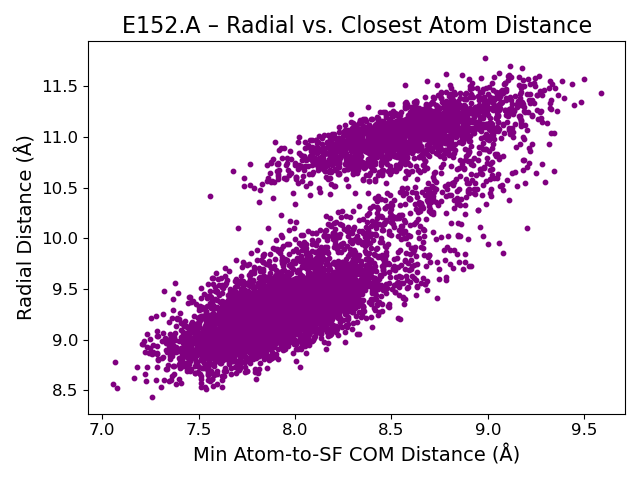 E152.A – Radial vs. Closest Atom Distance
11.5
11.0
10.5
10.0
9.5
9.0
8.5
Radial Distance (Å)
7.0 7.5 8.0 8.5 9.0 9.5
Min Atom-to-SF COM Distance (Å)